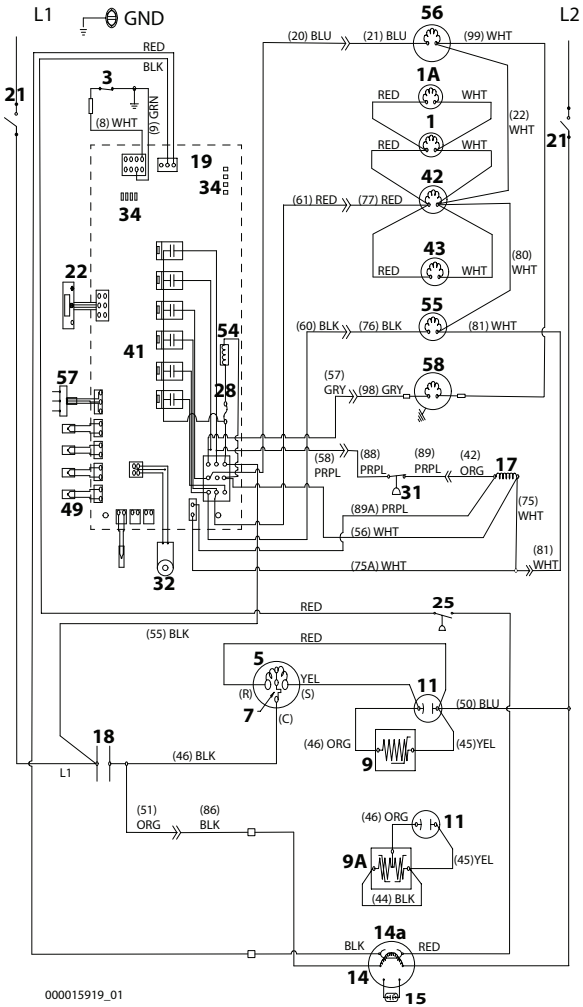 L1
GND
L2
56
RED
(20) BLU
(21) BLU
(99) WHT
BLK
1A
3
RED
WHT
21
(8) WHT
(9) GRN
1
(22)
WHT
21
RED
WHT
19
34
42
34
(61) RED
(77) RED
43
(80)
WHT
RED
WHT
22
55
54
(60) BLK
(76) BLK
(81) WHT
41
57
28
(57)
GRY
(98) GRY
58
(58)
PRPL
(88)
PRPL
(89)
PRPL
(42)
ORG
17
31
49
(89A) PRPL
(75)
WHT
(56) WHT
(81)
WHT
32
(75A) WHT
RED
25
(55) BLK
RED
5
YEL
11
(R)
(S)
7
(50) BLU
(C)
18
(46) ORG
(45)YEL
(46) BLK
9
L1
(51)
ORG
(86)
BLK
(46) ORG
11
9A
(45)YEL
(44) BLK
14a
BLK
RED
14
15
000015919_01